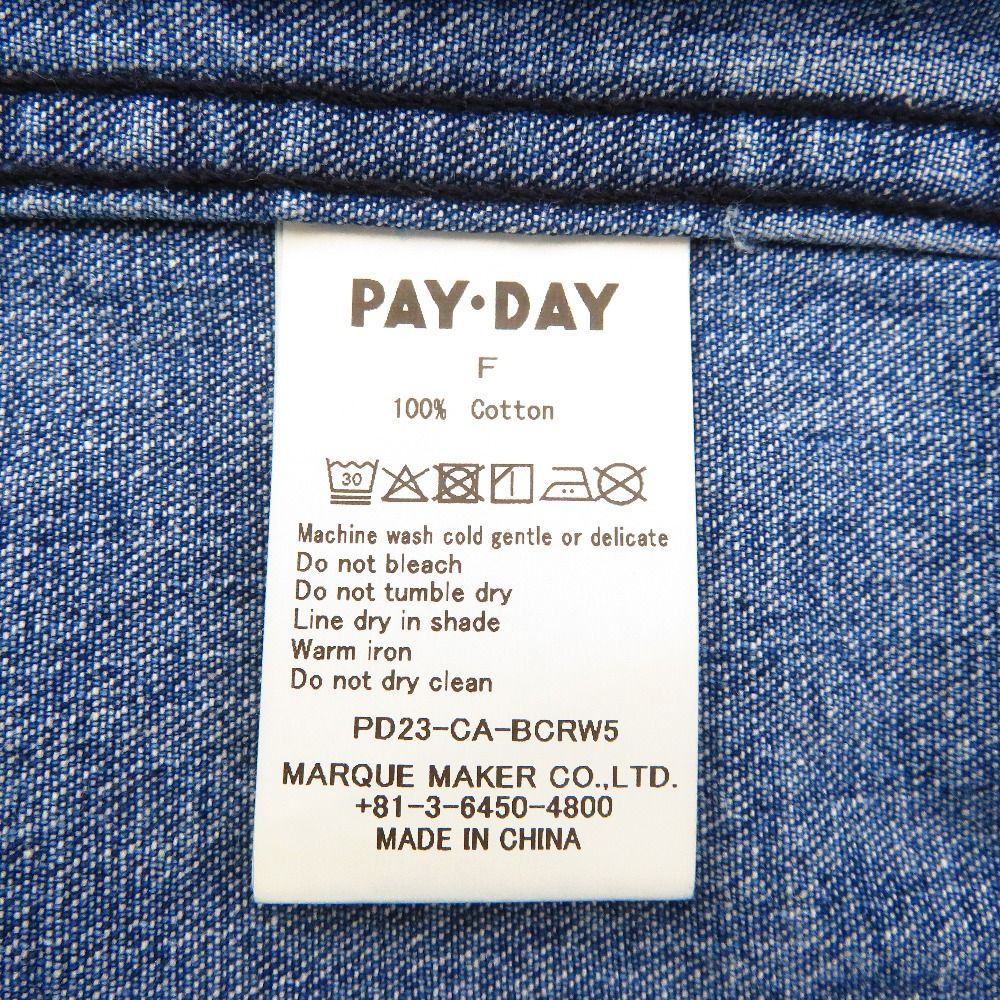 PAY·DAY
F
100% Cotton
30
Machine wash cold gentle or delicate
Do not bleach
Do not tumble dry
Line dry in shade
Warm iron
Do not dry clean
PD23-CA-BCRW5
MARQUE MAKER CO.,LTD.
+81-3-6450-4800
MADE IN CHINA